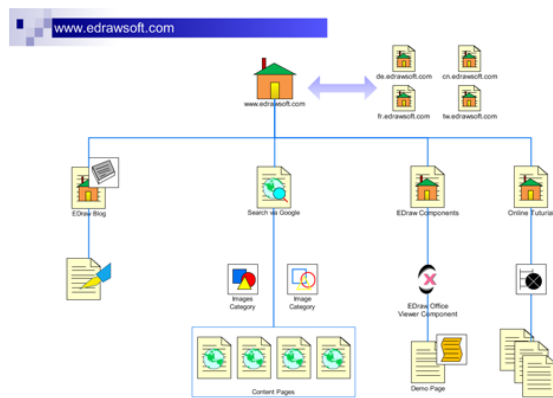 www.edrawsoft.com
de.edrawsoft.com
cn.edrawsoft.com
www.edrawsoft.com
fr.edrawsoft.com
tw.edrawsoft.com
EDraw Blog
Search via Google
EDraw Components
Online Tuturial
Images
Category
Image
Category
EDraw Office
Viewer Component
Demo Page
Content Pages